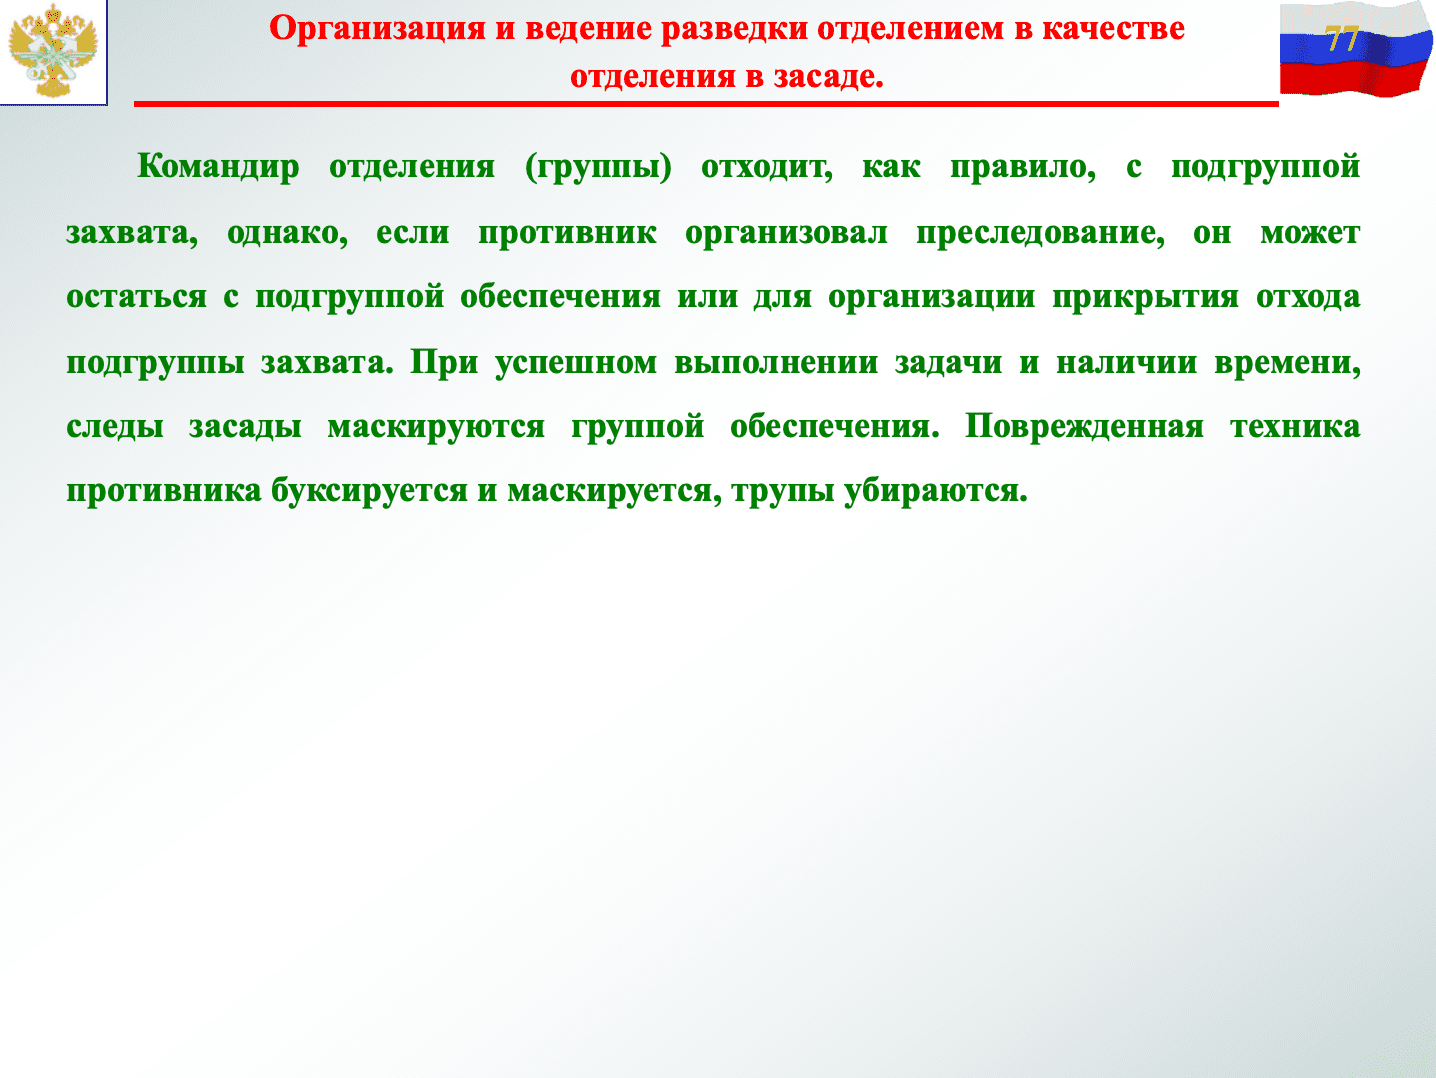 Организация и ведение разведки отделением в качестве
отделения в засаде.
77
Командир отделения (группы) отходит, как правило, с подгруппой
захвата, однако, если противник организовал преследование, он может
остаться с подгруппой обеспечения или для организации прикрытия отхода
подгруппы захвата. При успешном выполнении задачи и наличии времени,
следы засады маскируются группой обеспечения. Поврежденная техника
противника буксируется и маскируется, трупы убираются.